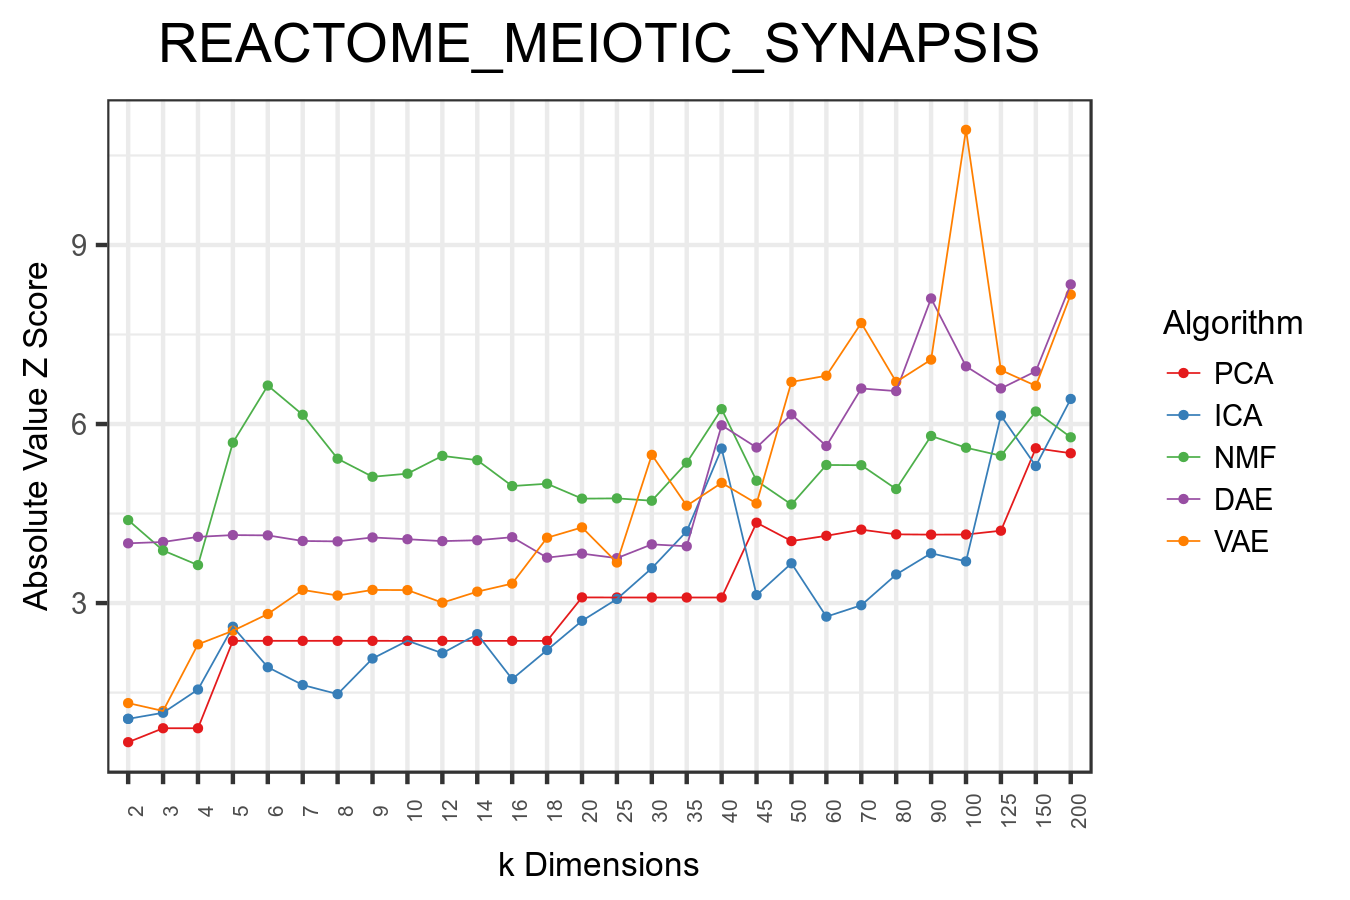 REACTOME_MEIOTIC_SYNAPSIS
Absolute Value Z Score
9
6
3
2 3 4 5 6 7 8 9 10 12 14 16 18 20 25 30 35 40 45 50 60 70 80 90 100 125 150 200
k Dimensions
Algorithm
PCA
ICA
NMF
DAE
VAE